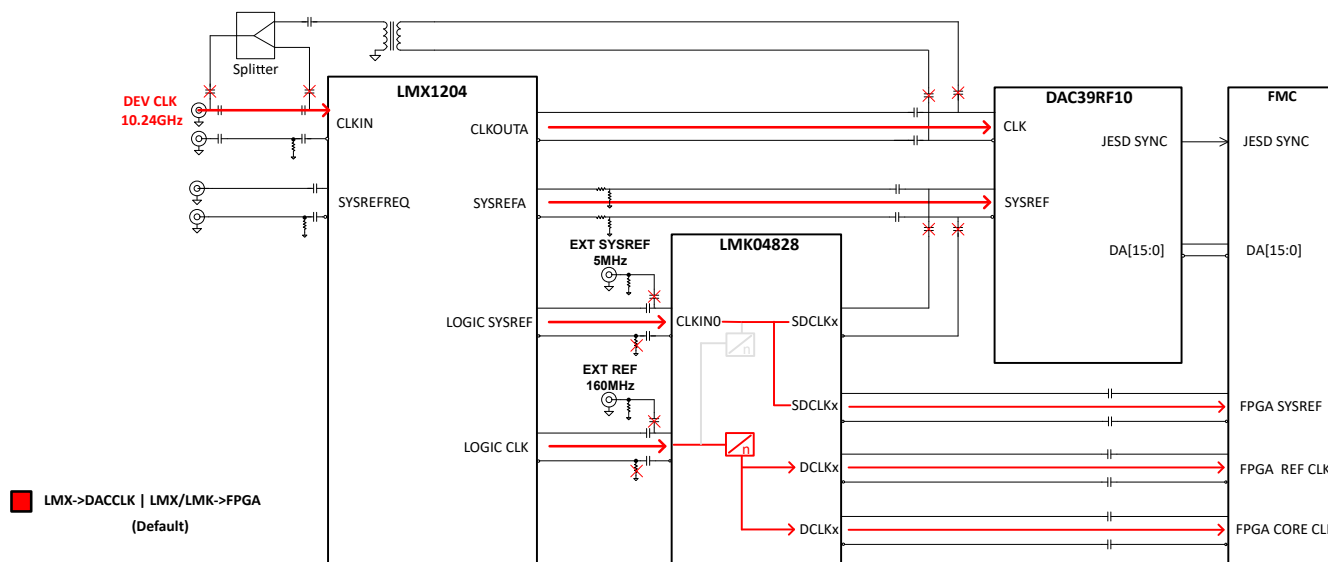 Splitter
DEV CLK
10.24GHz
LMX1204
CLKIN
CLKOUTA
SYSREFREQ
SYSREFA
LOGIC SYSREF
LOGIC CLK
EXT SYSREF
5MHz
EXT REF
160MHz
LMK04828
CLKIN0
n
n
SDCLKx
SDCLKx
DCLKx
DCLKx
DAC39RF10
CLK
JESD SYNC
SYSREF
DA[15:0]
FMC
JESD SYNC
DA[15:0]
FPGA SYSREF
FPGA REF CLK
FPGA CORE CL
LMX->DACCLK | LMX/LMK->FPGA
(Default)